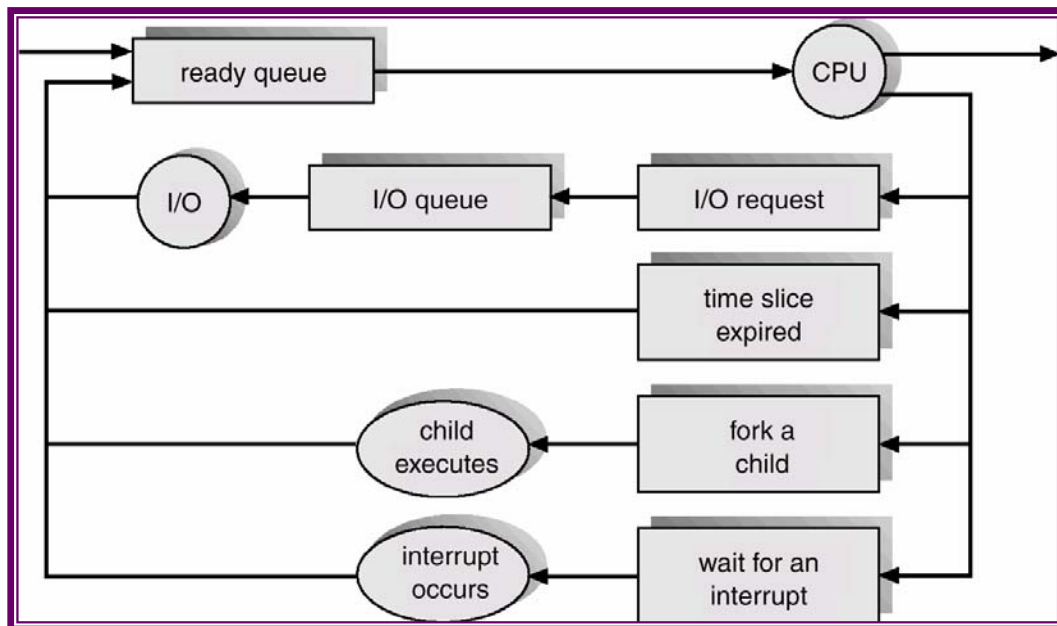 ready queue
CPU
I/O
I/O queue
I/O request
time slice
expired
child
executes
fork a
child
interrupt
occurs
wait for an
interrupt